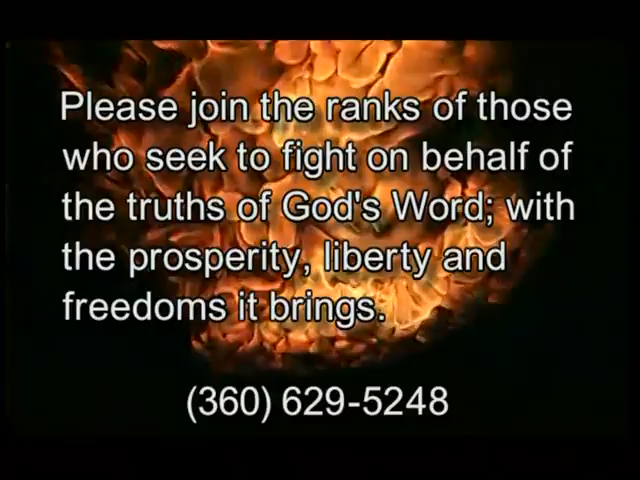 Please join the ranks of those
who seek to fight on behalf of
the truths of God's Word; with
the prosperity, liberty and
freedoms it brings.
(360) 629-5248